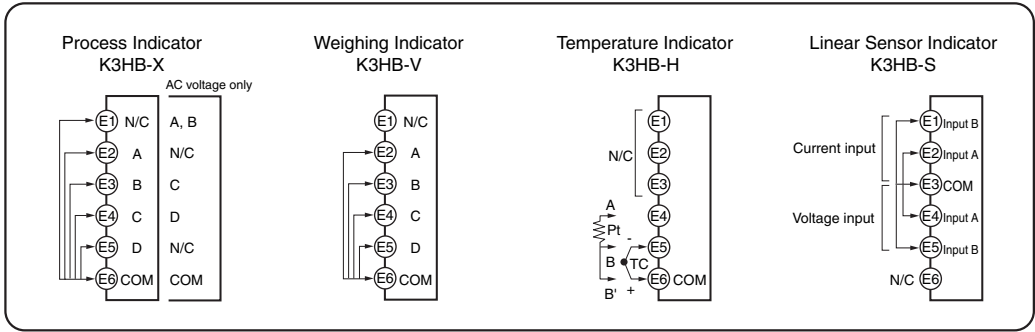 Process Indicator
K3HB-X
AC voltage only
E1 N/C A, B
E2 A N/C
E3 B C
E4 C D
E5 D N/C
E6 COM COM
Weighing Indicator
K3HB-V
E1 N/C
E2 A
E3 B
E4 C
E5 D
E6 COM
Temperature Indicator
K3HB-H
E1
N/C E2
E3
A E4
Pt
- E5
B TC
E6 COM
B' +
Linear Sensor Indicator
K3HB-S
E1 Input B
Current input
E2 Input A
E3 COM
Voltage input
E4 Input A
E5 Input B
N/C E6